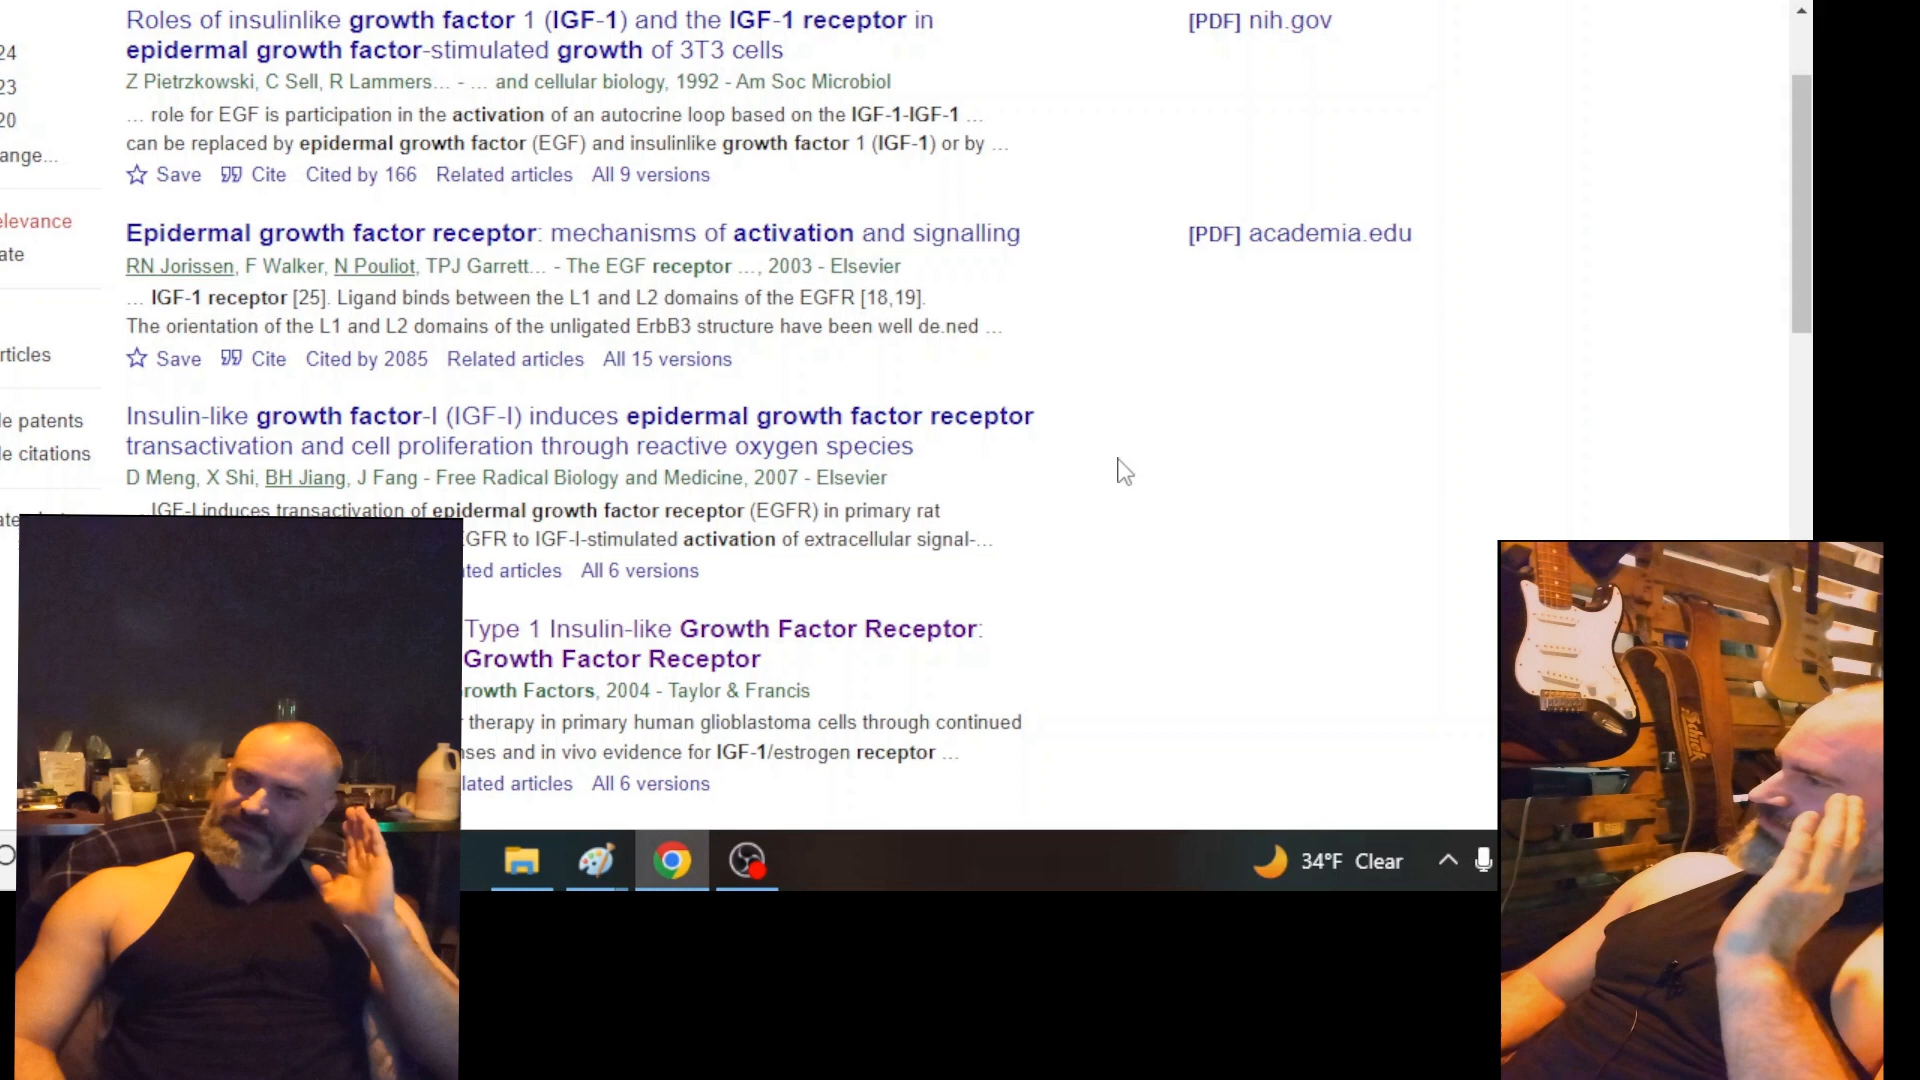 Roles of insulinlike growth factor 1 (IGF-1) and the IGF-1 receptor in
epidermal growth factor-stimulated growth of 3T3 cells
[PDF] nih.gov
Z Pietrzkowski, C Sell, R Lammers… - … and cellular biology, 1992 - Am Soc Microbiol
… role for EGF is participation in the activation of an autocrine loop based on the IGF-1-IGF-1 …
can be replaced by epidermal growth factor (EGF) and insulinlike growth factor 1 (IGF-1) or by …
Save Cite Cited by 166 Related articles All 9 versions
Epidermal growth factor receptor: mechanisms of activation and signalling
[PDF] academia.edu
RN Jorissen, F Walker, N Pouliot, TPJ Garrett… - The EGF receptor …, 2003 - Elsevier
… IGF-1 receptor [25]. Ligand binds between the L1 and L2 domains of the EGFR [18,19].
The orientation of the L1 and L2 domains of the unligated ErbB3 structure have been well de.ned …
Save Cite Cited by 2085 Related articles All 15 versions
Insulin-like growth factor-I (IGF-I) induces epidermal growth factor receptor
transactivation and cell proliferation through reactive oxygen species
D Meng, X Shi, BH Jiang, J Fang - Free Radical Biology and Medicine, 2007 - Elsevier
IGF-I induces transactivation of epidermal growth factor receptor (EGFR) in primary rat
EGFR to IGF-I-stimulated activation of extracellular signal-…
ted articles All 6 versions
Type 1 Insulin-like Growth Factor Receptor:
Growth Factor Receptor
rowth Factors, 2004 - Taylor & Francis
therapy in primary human glioblastoma cells through continued
ses and in vivo evidence for IGF-1/estrogen receptor …
lated articles All 6 versions
24
23
20
ange...
elevance
ate
rticles
le patents
le citations
34°F Clear